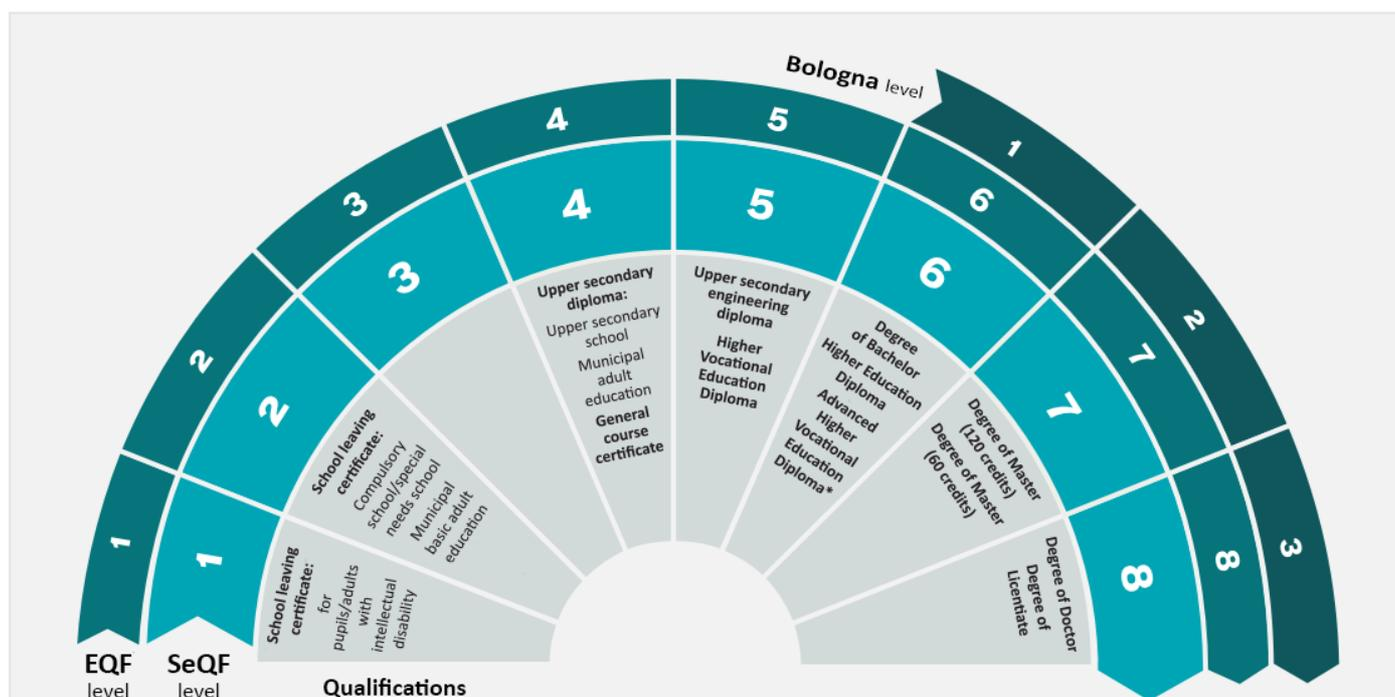 Bologna level
1
2
3
1
2
3
4
5
6
7
8
1
2
3
4
5
6
7
8
School leaving
certificate:
for
pupils/adults
with
intellectual
disability
School leaving
certificate:
Compulsory
school/special
needs school
Municipal
basic adult
education
Upper secondary
diploma:
Upper secondary
school
Municipal
adult
education
General
course
certificate
Upper secondary
engineering
diploma
Higher
Vocational
Education
Diploma
Degree
of Bachelor
Higher Education
Diploma
Advanced
Higher
Vocational
Education
Diploma*
Degree of Master
(120 credits)
Degree of Master
(60 credits)
Degree of Doctor
Degree of
Licentiate
EQF
level
SeQF
level
Qualifications